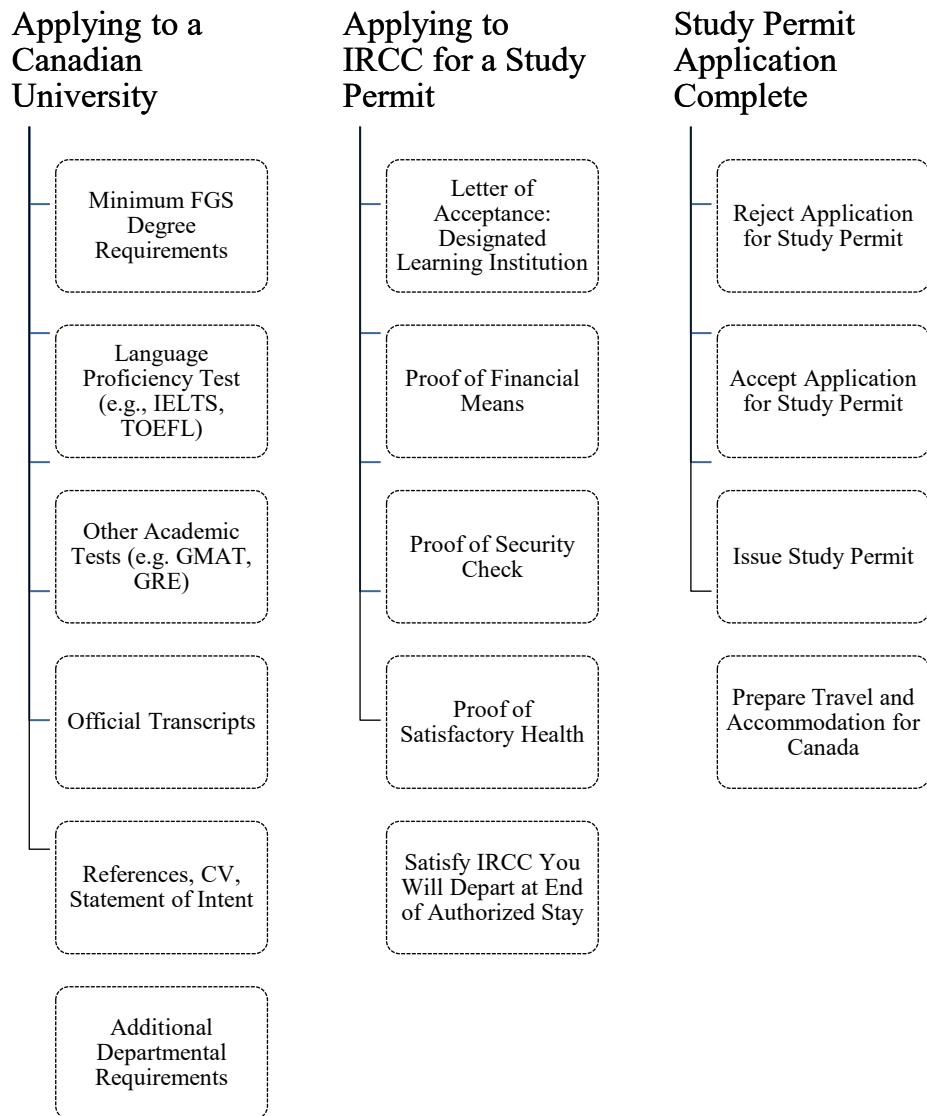 Applying to a
Canadian
University
Minimum FGS
Degree
Requirements
Language
Proficiency Test
(e.g., IELTS,
TOEFL)
Other Academic
Tests (e.g. GMAT,
GRE)
Official Transcripts
References, CV,
Statement of Intent
Additional
Departmental
Requirements
Applying to
IRCC for a Study
Permit
Letter of
Acceptance:
Designated
Learning Institution
Proof of Financial
Means
Proof of Security
Check
Proof of
Satisfactory Health
Satisfy IRCC You
Will Depart at End
of Authorized Stay
Study Permit
Application
Complete
Reject Application
for Study Permit
Accept Application
for Study Permit
Issue Study Permit
Prepare Travel and
Accommodation for
Canada